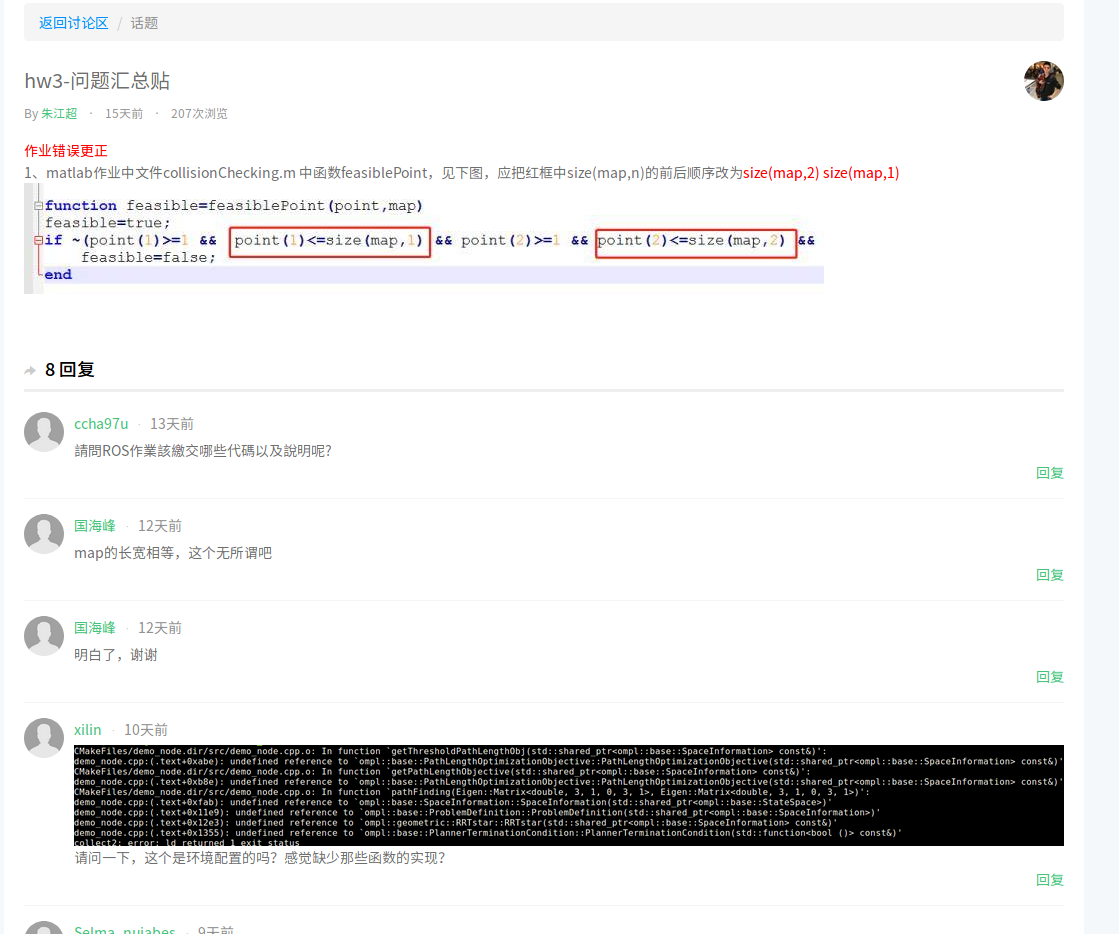 返回讨论区 / 话题
hw3-问题汇总贴
By 朱江超 · 15天前 · 207次浏览
作业错误更正
1、matlab作业中文件collisionChecking.m 中函数feasiblePoint，见下图，应把红框中size(map,n)的前后顺序改为size(map,2) size(map,1)
function feasible=feasiblePoint(point,map)
feasible=true;
if ~(point(1)>=1 && point(1)<=size(map,1) && point(2)>=1 && point(2)<=size(map,2) &&
feasible=false;
end
8 回复
ccha97u · 13天前
請問ROS作業該繳交哪些代碼以及說明呢?
回复
国海峰 · 12天前
map的长宽相等，这个无所谓吧
回复
国海峰 · 12天前
明白了，谢谢
回复
xilin · 10天前
CMakeFiles/demo_node.dir/src/demo_node.cpp.o: In function `getThresholdPathLengthObj(std::shared_ptr<ompl::base::SpaceInformation> const&)':
demo_node.cpp:(.text+0xabe): undefined reference to `ompl::base::PathLengthOptimizationObjective::PathLengthOptimizationObjective(std::shared_ptr<ompl::base::SpaceInformation> const&)'
CMakeFiles/demo_node.dir/src/demo_node.cpp.o: In function `getPathLengthObjective(std::shared_ptr<ompl::base::SpaceInformation> const&)':
demo_node.cpp:(.text+0xb8e): undefined reference to `ompl::base::PathLengthOptimizationObjective::PathLengthOptimizationObjective(std::shared_ptr<ompl::base::SpaceInformation> const&)'
CMakeFiles/demo_node.dir/src/demo_node.cpp.o: In function `pathFinding(Eigen::Matrix<double, 3, 1, 0, 3, 1>, Eigen::Matrix<double, 3, 1, 0, 3, 1>)':
demo_node.cpp:(.text+0xfab): undefined reference to `ompl::base::SpaceInformation::SpaceInformation(std::shared_ptr<ompl::base::StateSpace>)'
demo_node.cpp:(.text+0x11e9): undefined reference to `ompl::base::ProblemDefinition::ProblemDefinition(std::shared_ptr<ompl::base::SpaceInformation>)'
demo_node.cpp:(.text+0x12e3): undefined reference to `ompl::geometric::RRTstar::RRTstar(std::shared_ptr<ompl::base::SpaceInformation> const&)'
demo_node.cpp:(.text+0x1355): undefined reference to `ompl::base::PlannerTerminationCondition::PlannerTerminationCondition(std::function<bool ()> const&)'
collect2: error: ld returned 1 exit status
请问一下，这个是环境配置的吗？感觉缺少那些函数的实现？
回复
Selma_nujabes · 9天前